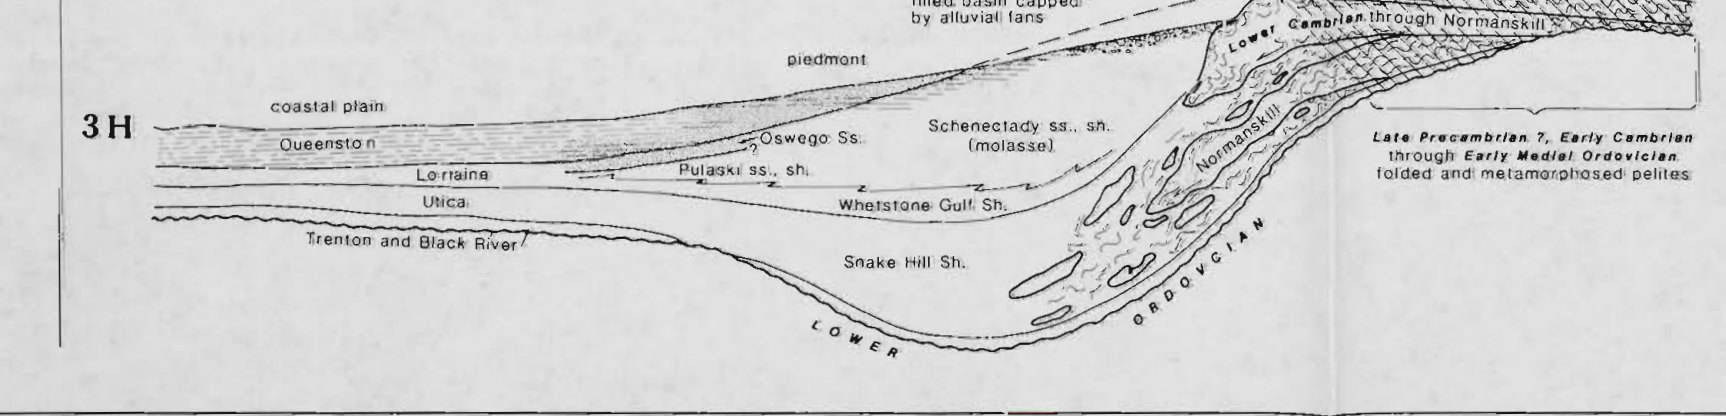 filled basin capped
by alluvial fans
Lower Cambrian through Normanskill
piedmont
coastal plain
3H
Queenston
Oswego Ss.
?
Schenectady ss., sh.
(molasse)
Normanskill
Late Precambrian ?, Early Cambrian
through Early Medial Ordovician
folded and metamorphosed pelites
Lorraine
Pulaski ss., sh.
Utica
Whetstone Gulf Sh.
Trenton and Black River
Snake Hill Sh.
LOWER
ORDOVCIAN